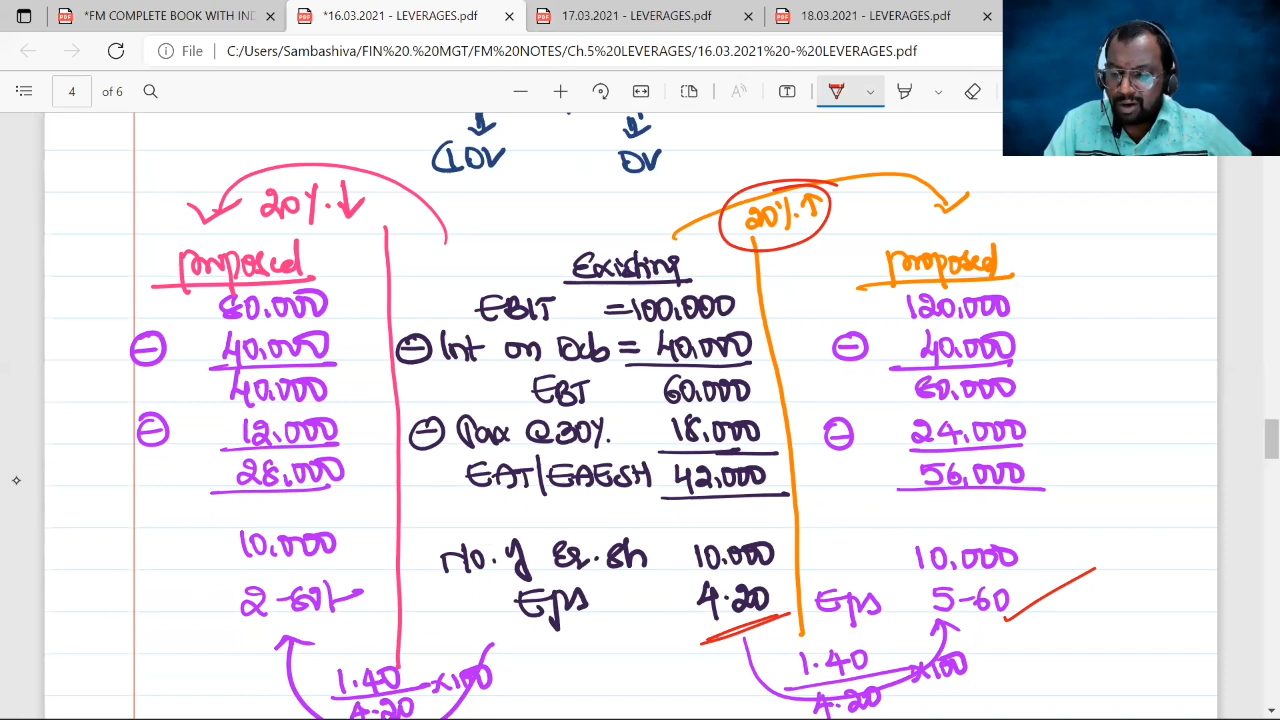 *FM COMPLETE BOOK WITH IND
*16.03.2021 - LEVERAGES.pdf
17.03.2021 - LEVERAGES.pdf
18.03.2021 - LEVERAGES.pdf
File C:/Users/Sambashiva/FIN%20.%20MGT/FM%20NOTES/Ch.5%20LEVERAGES/16.03.2021%20-%20LEVERAGES.pdf
4 of 6
IDV DV
20%.↓ 20%.↑
proposed Existing proposed
80.000 EBIT =100.000 120.000
⊖ 40.000 ⊖ Int on Deb = 40.000 ⊖ 40.000
40.000 EBT 60.000 80.000
⊖ 12.000 ⊖ Tax @30%. 18.000 ⊖ 24.000
28.000 EAT/EAESH 42.000 56.000
10.000 No. of Eq. Sh 10.000 10.000
2-80/- Eps 4.20 Eps 5-60
1.40 ×100 1.40 ×100
4.20 4.20